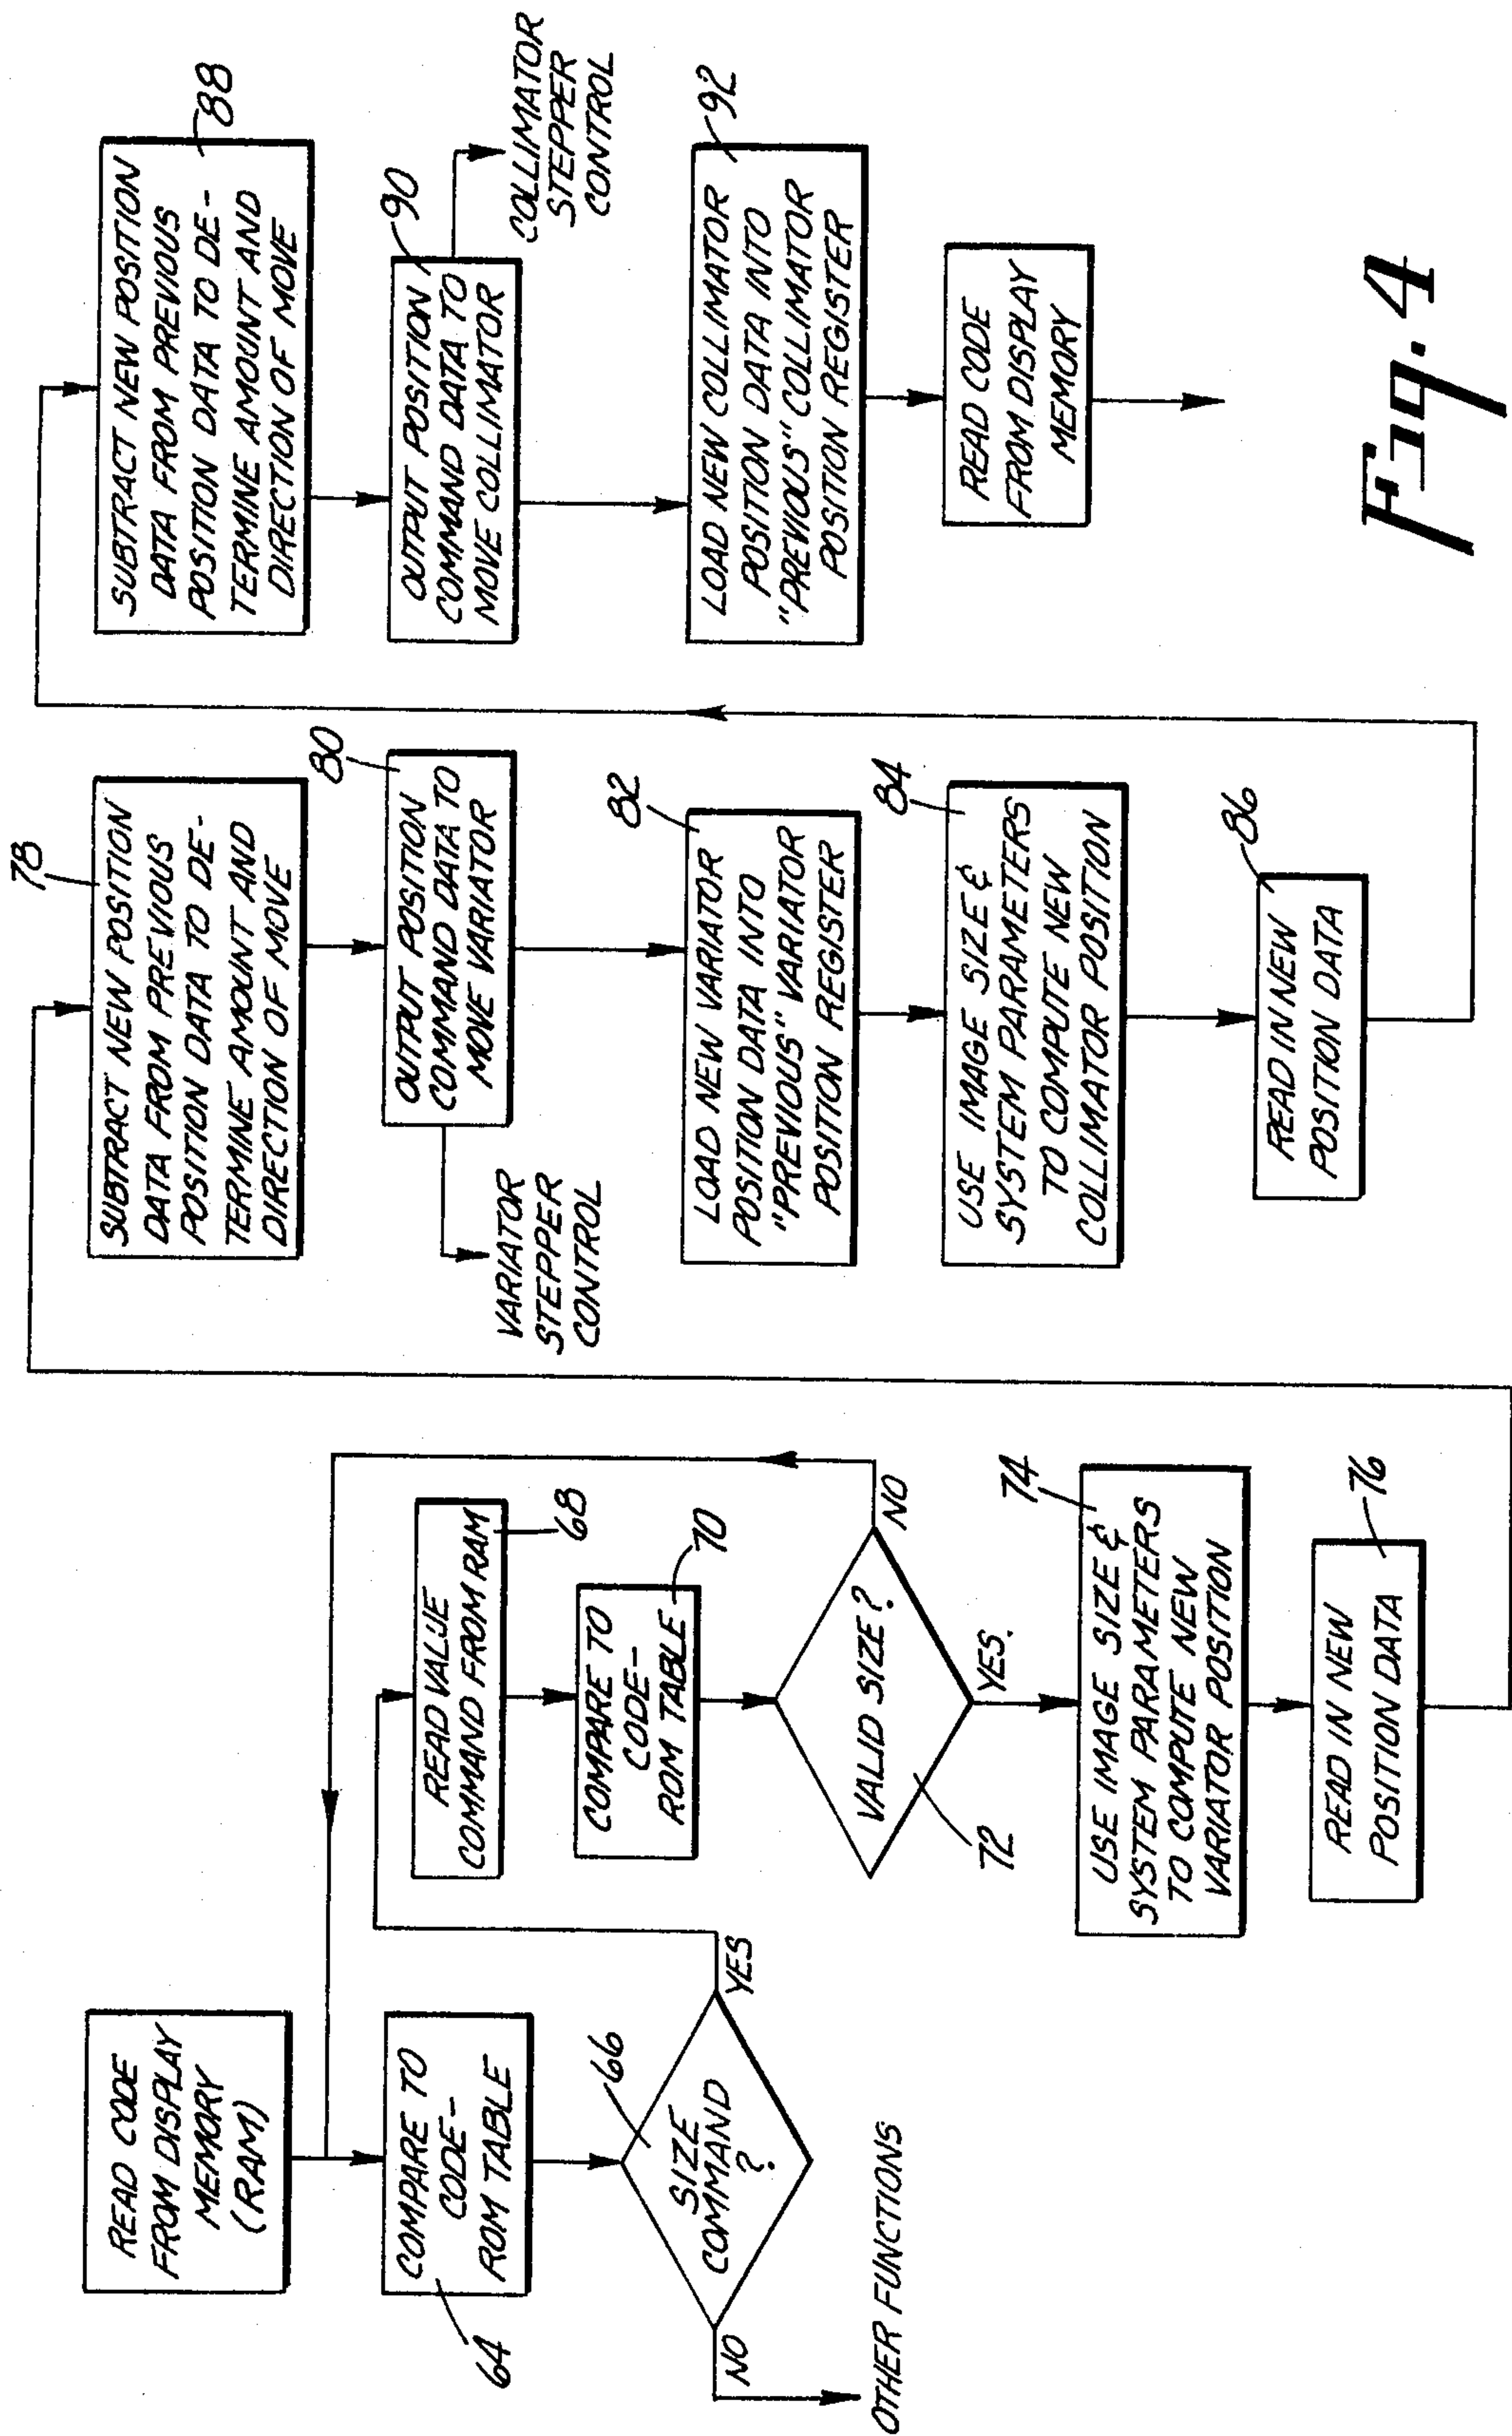 READ CODE
FROM DISPLAY
MEMORY
(RAM)
64
COMPARE TO
CODE-
ROM TABLE
66
SIZE
COMMAND
?
NO
YES
OTHER FUNCTIONS
READ VALUE
COMMAND FROM RAM
68
COMPARE TO
CODE-
ROM TABLE
70
VALID SIZE?
72
NO
YES.
74
USE IMAGE SIZE &
SYSTEM PARAMETERS
TO COMPUTE NEW
VARIATOR POSITION
76
READ IN NEW
POSITION DATA
78
SUBTRACT NEW POSITION
DATA FROM PREVIOUS
POSITION DATA TO DE-
TERMINE AMOUNT AND
DIRECTION OF MOVE
80
OUTPUT POSITION
COMMAND DATA TO
MOVE VARIATOR
VARIATOR
STEPPER
CONTROL
82
LOAD NEW VARIATOR
POSITION DATA INTO
"PREVIOUS" VARIATOR
POSITION REGISTER
84
USE IMAGE SIZE &
SYSTEM PARAMETERS
TO COMPUTE NEW
COLLIMATOR POSITION
86
READ IN NEW
POSITION DATA
88
SUBTRACT NEW POSITION
DATA FROM PREVIOUS
POSITION DATA TO DE-
TERMINE AMOUNT AND
DIRECTION OF MOVE
90
OUTPUT POSITION
COMMAND DATA TO
MOVE COLLIMATOR
COLLIMATOR
STEPPER
CONTROL
92
LOAD NEW COLLIMATOR
POSITION DATA INTO
"PREVIOUS" COLLIMATOR
POSITION REGISTER
READ CODE
FROM DISPLAY
MEMORY
Fig. 4